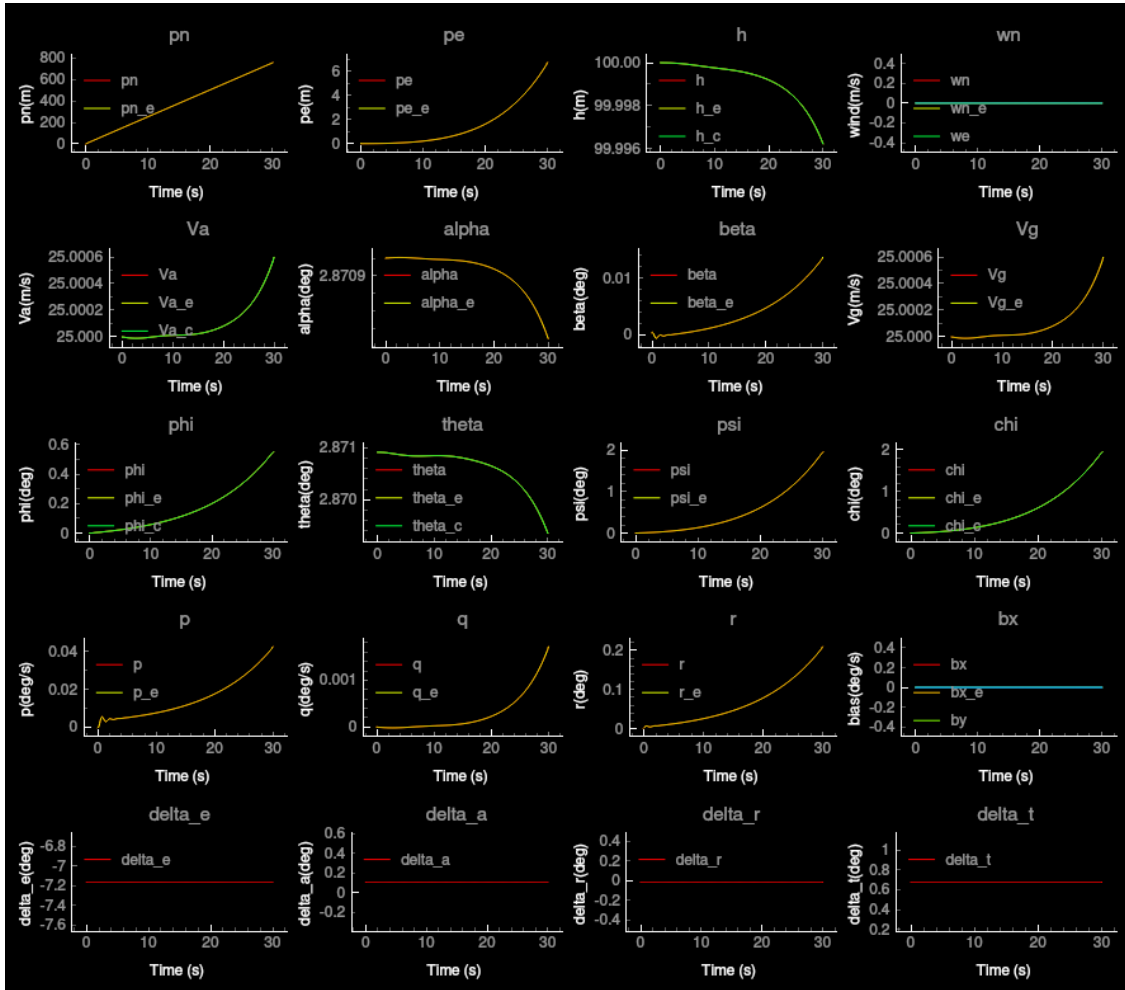 pn
pn(m)
800
600
400
200
0
pn
pn_e
0 10 20 30
Time (s)
pe
pe(m)
6
4
2
0
pe
pe_e
0 10 20 30
Time (s)
h
h(m)
100.00
99.998
99.996
h
h_e
h_c
0 10 20 30
Time (s)
wn
wind(m/s)
0.4
0.2
0
-0.2
-0.4
wn
wn_e
we
0 10 20 30
Time (s)
Va
Va(m/s)
25.0006
25.0004
25.0002
25.000
Va
Va_e
Va_c
0 10 20 30
Time (s)
alpha
alpha(deg)
2.8709
alpha
alpha_e
0 10 20 30
Time (s)
beta
beta(deg)
0.01
0
beta
beta_e
0 10 20 30
Time (s)
Vg
Vg(m/s)
25.0006
25.0004
25.0002
25.000
Vg
Vg_e
0 10 20 30
Time (s)
phi
phi(deg)
0.6
0.4
0.2
0
phi
phi_e
phi_c
0 10 20 30
Time (s)
theta
theta(deg)
2.871
2.870
theta
theta_e
theta_c
0 10 20 30
Time (s)
psi
psi(deg)
2
1
0
psi
psi_e
0 10 20 30
Time (s)
chi
chi(deg)
2
1
0
chi
chi_e
chi_c
0 10 20 30
Time (s)
p
p(deg/s)
0.04
0.02
0
p
p_e
0 10 20 30
Time (s)
q
q(deg/s)
0.001
0
q
q_e
0 10 20 30
Time (s)
r
r(deg)
0.2
0.1
0
r
r_e
0 10 20 30
Time (s)
bx
bias(deg/s)
0.4
0.2
0
-0.2
-0.4
bx
bx_e
by
0 10 20 30
Time (s)
delta_e
delta_e(deg)
-6.8
-7
-7.2
-7.4
-7.6
delta_e
0 10 20 30
Time (s)
delta_a
delta_a(deg)
0.6
0.4
0.2
0
-0.2
delta_a
0 10 20 30
Time (s)
delta_r
delta_r(deg)
0.4
0.2
0
-0.2
-0.4
delta_r
0 10 20 30
Time (s)
delta_t
delta_t(deg)
1
0.8
0.6
0.4
0.2
delta_t
0 10 20 30
Time (s)